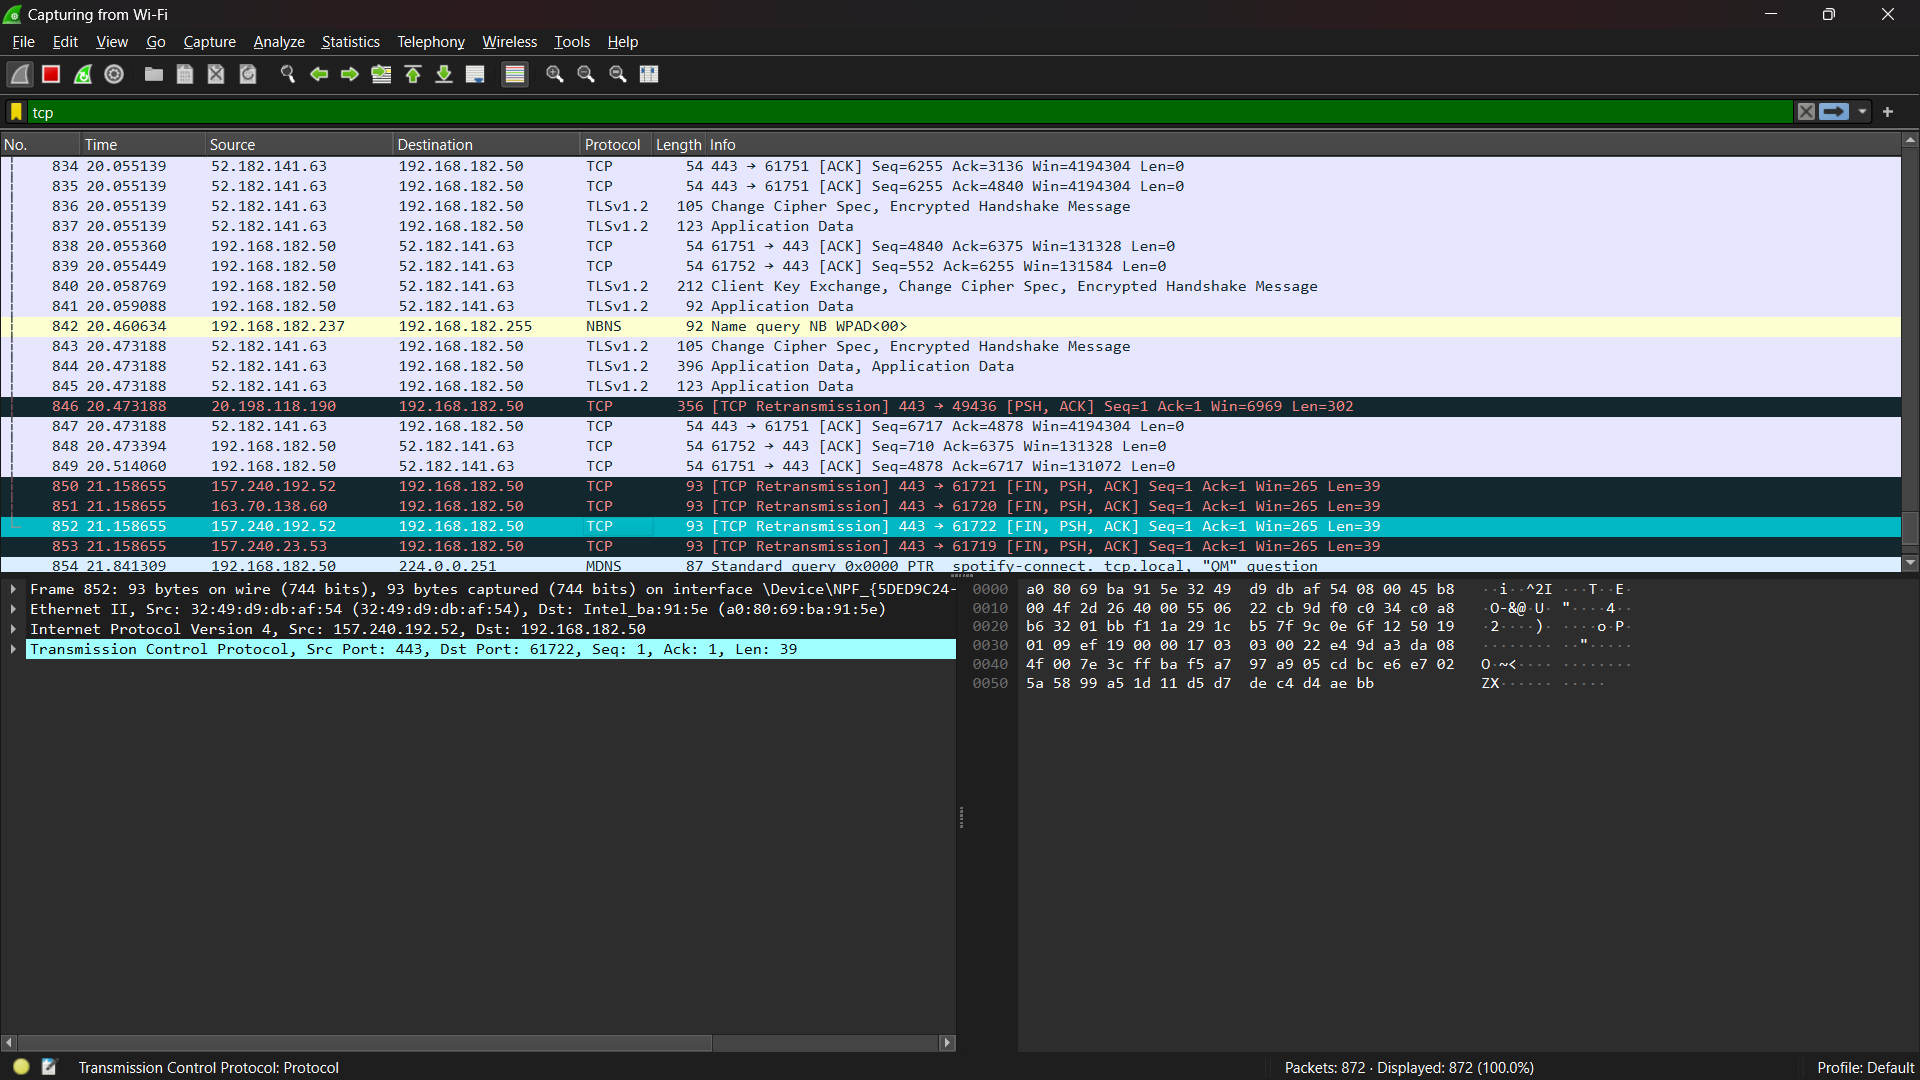 Capturing from Wi-Fi
File Edit View Go Capture Analyze Statistics Telephony Wireless Tools Help
tcp
No. Time Source Destination Protocol Length Info
834 20.055139 52.182.141.63 192.168.182.50 TCP 54 443 → 61751 [ACK] Seq=6255 Ack=3136 Win=4194304 Len=0
835 20.055139 52.182.141.63 192.168.182.50 TCP 54 443 → 61751 [ACK] Seq=6255 Ack=4840 Win=4194304 Len=0
836 20.055139 52.182.141.63 192.168.182.50 TLSv1.2 105 Change Cipher Spec, Encrypted Handshake Message
837 20.055139 52.182.141.63 192.168.182.50 TLSv1.2 123 Application Data
838 20.055360 192.168.182.50 52.182.141.63 TCP 54 61751 → 443 [ACK] Seq=4840 Ack=6375 Win=131328 Len=0
839 20.055449 192.168.182.50 52.182.141.63 TCP 54 61752 → 443 [ACK] Seq=552 Ack=6255 Win=131584 Len=0
840 20.058769 192.168.182.50 52.182.141.63 TLSv1.2 212 Client Key Exchange, Change Cipher Spec, Encrypted Handshake Message
841 20.059088 192.168.182.50 52.182.141.63 TLSv1.2 92 Application Data
842 20.460634 192.168.182.237 192.168.182.255 NBNS 92 Name query NB WPAD<00>
843 20.473188 52.182.141.63 192.168.182.50 TLSv1.2 105 Change Cipher Spec, Encrypted Handshake Message
844 20.473188 52.182.141.63 192.168.182.50 TLSv1.2 396 Application Data, Application Data
845 20.473188 52.182.141.63 192.168.182.50 TLSv1.2 123 Application Data
846 20.473188 20.198.118.190 192.168.182.50 TCP 356 [TCP Retransmission] 443 → 49436 [PSH, ACK] Seq=1 Ack=1 Win=6969 Len=302
847 20.473188 52.182.141.63 192.168.182.50 TCP 54 443 → 61751 [ACK] Seq=6717 Ack=4878 Win=4194304 Len=0
848 20.473394 192.168.182.50 52.182.141.63 TCP 54 61752 → 443 [ACK] Seq=710 Ack=6375 Win=131328 Len=0
849 20.514060 192.168.182.50 52.182.141.63 TCP 54 61751 → 443 [ACK] Seq=4878 Ack=6717 Win=131072 Len=0
850 21.158655 157.240.192.52 192.168.182.50 TCP 93 [TCP Retransmission] 443 → 61721 [FIN, PSH, ACK] Seq=1 Ack=1 Win=265 Len=39
851 21.158655 163.70.138.60 192.168.182.50 TCP 93 [TCP Retransmission] 443 → 61720 [FIN, PSH, ACK] Seq=1 Ack=1 Win=265 Len=39
852 21.158655 157.240.192.52 192.168.182.50 TCP 93 [TCP Retransmission] 443 → 61722 [FIN, PSH, ACK] Seq=1 Ack=1 Win=265 Len=39
853 21.158655 157.240.23.53 192.168.182.50 TCP 93 [TCP Retransmission] 443 → 61719 [FIN, PSH, ACK] Seq=1 Ack=1 Win=265 Len=39
854 21.841309 192.168.182.50 224.0.0.251 MDNS 87 Standard query 0x0000 PTR _spotify-connect._tcp.local, "QM" question
Frame 852: 93 bytes on wire (744 bits), 93 bytes captured (744 bits) on interface \Device\NPF_{5DED9C24-
Ethernet II, Src: 32:49:d9:db:af:54 (32:49:d9:db:af:54), Dst: Intel_ba:91:5e (a0:80:69:ba:91:5e)
Internet Protocol Version 4, Src: 157.240.192.52, Dst: 192.168.182.50
Transmission Control Protocol, Src Port: 443, Dst Port: 61722, Seq: 1, Ack: 1, Len: 39
0000 a0 80 69 ba 91 5e 32 49 d9 db af 54 08 00 45 b8 ··i··^2I ···T··E·
0010 00 4f 2d 26 40 00 55 06 22 cb 9d f0 c0 34 c0 a8 ·O-&@·U· "····4··
0020 b6 32 01 bb f1 1a 29 1c b5 7f 9c 0e 6f 12 50 19 ·2····)· ····o·P·
0030 01 09 ef 19 00 00 17 03 03 00 22 e4 9d a3 da 08 ········ ··"·····
0040 4f 00 7e 3c ff ba f5 a7 97 a9 05 cd bc e6 e7 02 O·~<···· ········
0050 5a 58 99 a5 1d 11 d5 d7 de c4 d4 ae bb ZX······ ·····
Transmission Control Protocol: Protocol
Packets: 872 · Displayed: 872 (100.0%)
Profile: Default